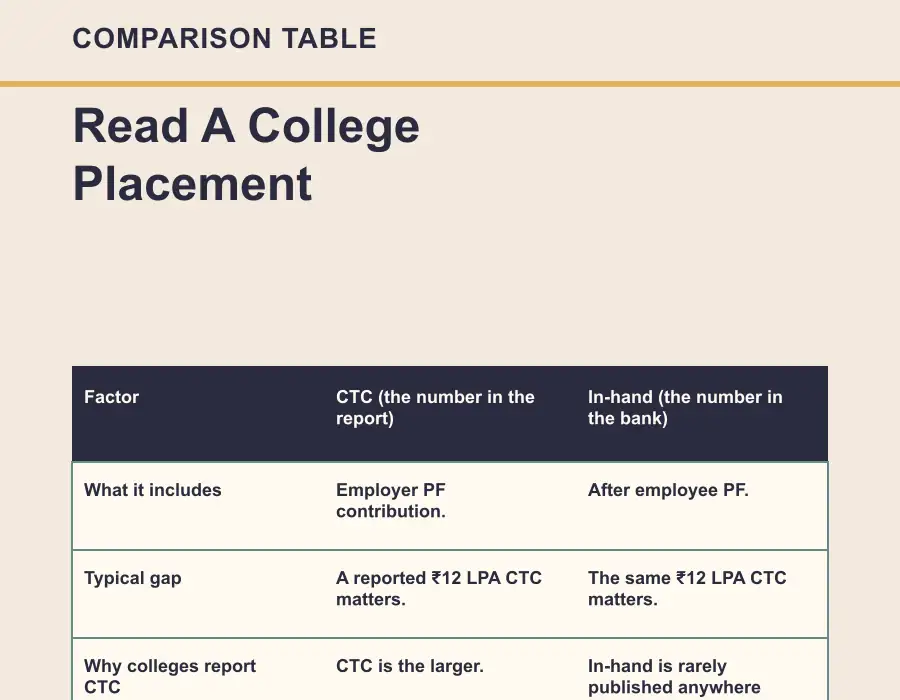 COMPARISON TABLE
Read A College
Placement
Factor
CTC (the number in the
report)
In-hand (the number in
the bank)
What it includes
Employer PF
contribution.
After employee PF.
Typical gap
A reported ₹12 LPA CTC
matters.
The same ₹12 LPA CTC
matters.
Why colleges report
CTC
CTC is the larger.
In-hand is rarely
published anywhere